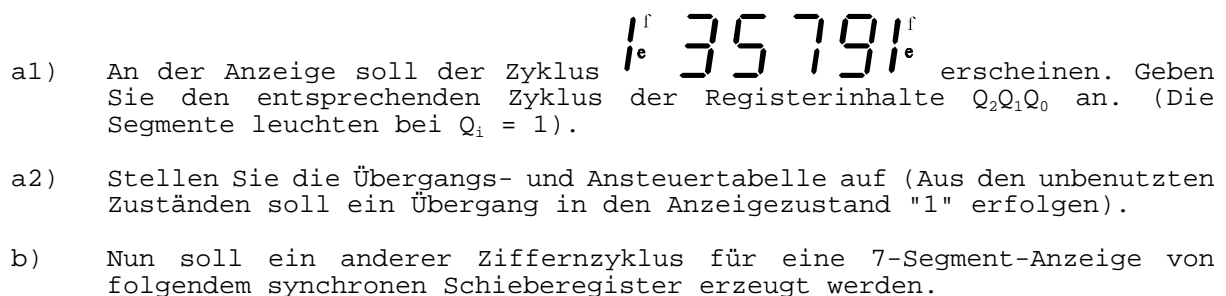 a1) An der Anzeige soll der Zyklus 1 f e 3 5 7 9 1 f e erscheinen. Geben
Sie den entsprechenden Zyklus der Registerinhalte Q₂Q₁Q₀ an. (Die
Segmente leuchten bei Qᵢ = 1).
a2) Stellen Sie die Übergangs- und Ansteuertabelle auf (Aus den unbenutzten
Zuständen soll ein Übergang in den Anzeigezustand "1" erfolgen).
b) Nun soll ein anderer Ziffernzyklus für eine 7-Segment-Anzeige von
folgendem synchronen Schieberegister erzeugt werden.